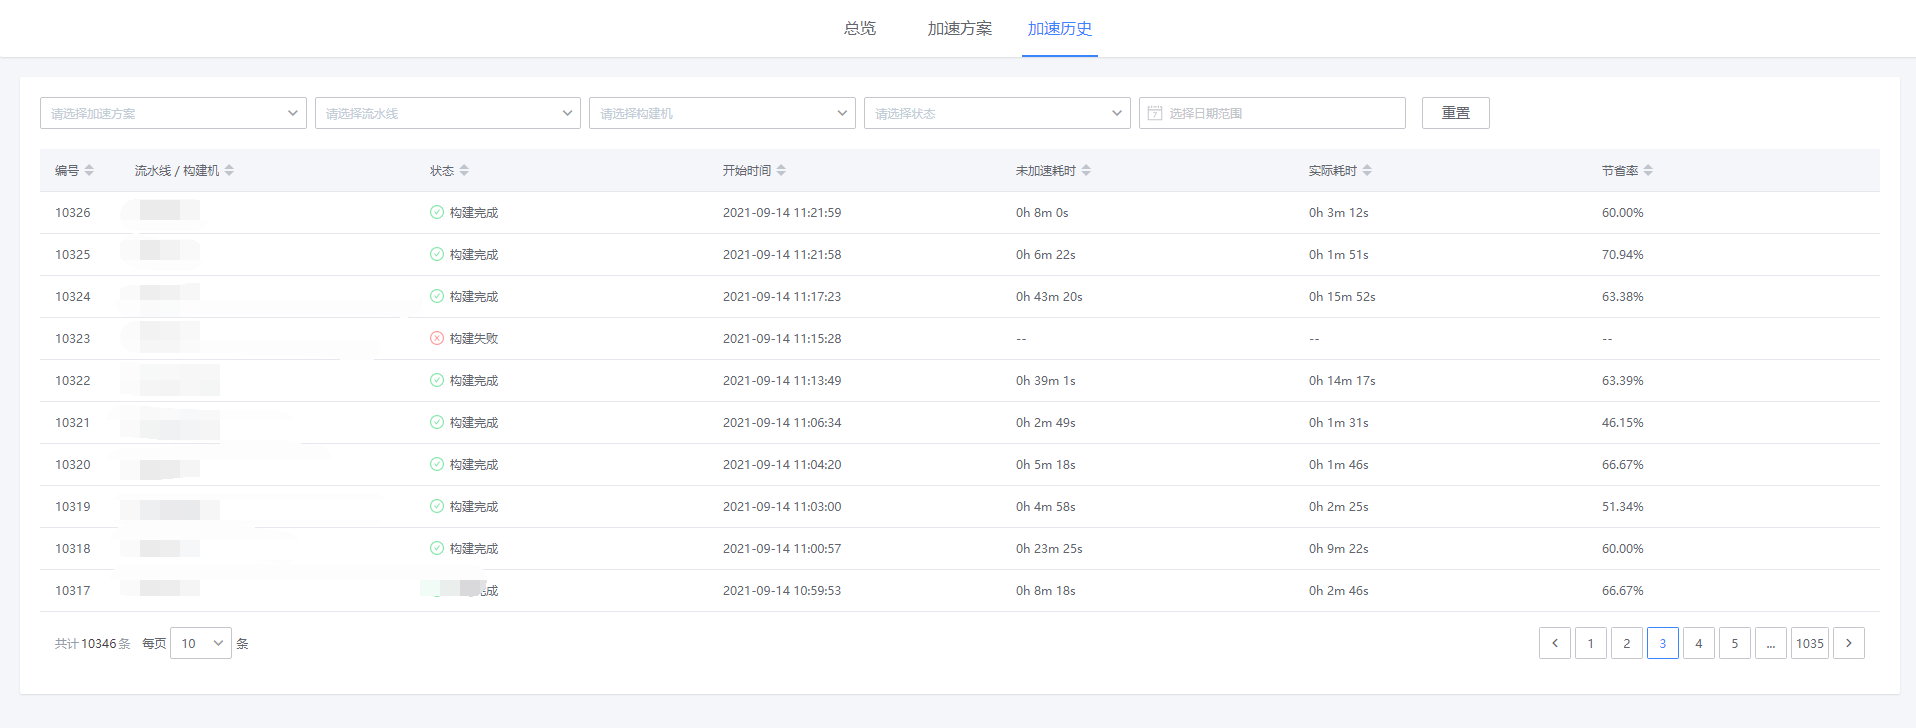 总览 加速方案 加速历史
请选择加速方案 请选择流水线 请选择构建机 请选择状态 选择日期范围 重置
编号 流水线 / 构建机 状态 开始时间 未加速耗时 实际耗时 节省率
10326 构建完成 2021-09-14 11:21:59 0h 8m 0s 0h 3m 12s 60.00%
10325 构建完成 2021-09-14 11:21:58 0h 6m 22s 0h 1m 51s 70.94%
10324 构建完成 2021-09-14 11:17:23 0h 43m 20s 0h 15m 52s 63.38%
10323 构建失败 2021-09-14 11:15:28 -- -- --
10322 构建完成 2021-09-14 11:13:49 0h 39m 1s 0h 14m 17s 63.39%
10321 构建完成 2021-09-14 11:06:34 0h 2m 49s 0h 1m 31s 46.15%
10320 构建完成 2021-09-14 11:04:20 0h 5m 18s 0h 1m 46s 66.67%
10319 构建完成 2021-09-14 11:03:00 0h 4m 58s 0h 2m 25s 51.34%
10318 构建完成 2021-09-14 11:00:57 0h 23m 25s 0h 9m 22s 60.00%
10317 成 2021-09-14 10:59:53 0h 8m 18s 0h 2m 46s 66.67%
共计 10346 条 每页 10 条 < 1 2 3 4 5 ... 1035 >